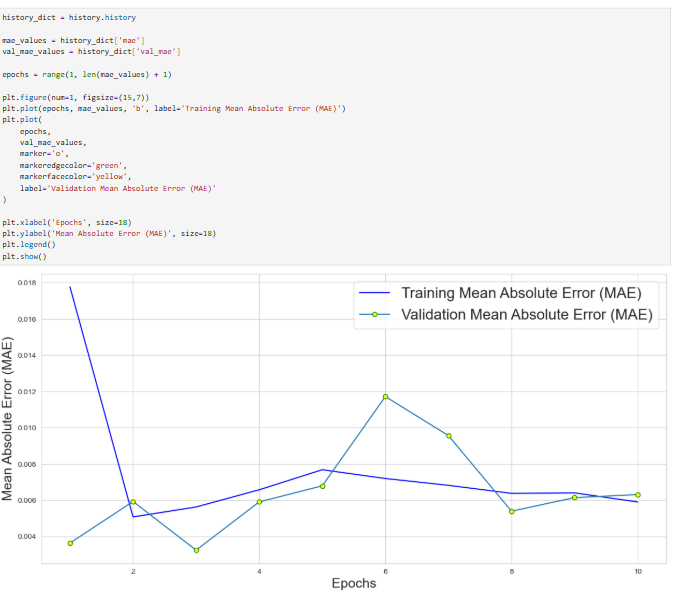 history_dict = history.history
mae_values = history_dict['mae']
val_mae_values = history_dict['val_mae']
epochs = range(1, len(mae_values) + 1)
plt.figure(num=1, figsize=(15,7))
plt.plot(epochs, mae_values, 'b', label='Training Mean Absolute Error (MAE)')
plt.plot(
epochs,
val_mae_values,
marker='o',
markeredgecolor='green',
markerfacecolor='yellow',
label='Validation Mean Absolute Error (MAE)'
)
plt.xlabel('Epochs', size=18)
plt.ylabel('Mean Absolute Error (MAE)', size=18)
plt.legend()
plt.show()
Training Mean Absolute Error (MAE)
Validation Mean Absolute Error (MAE)
Mean Absolute Error (MAE)
0.018
0.016
0.014
0.012
0.010
0.008
0.006
0.004
2 4 6 8 10
Epochs